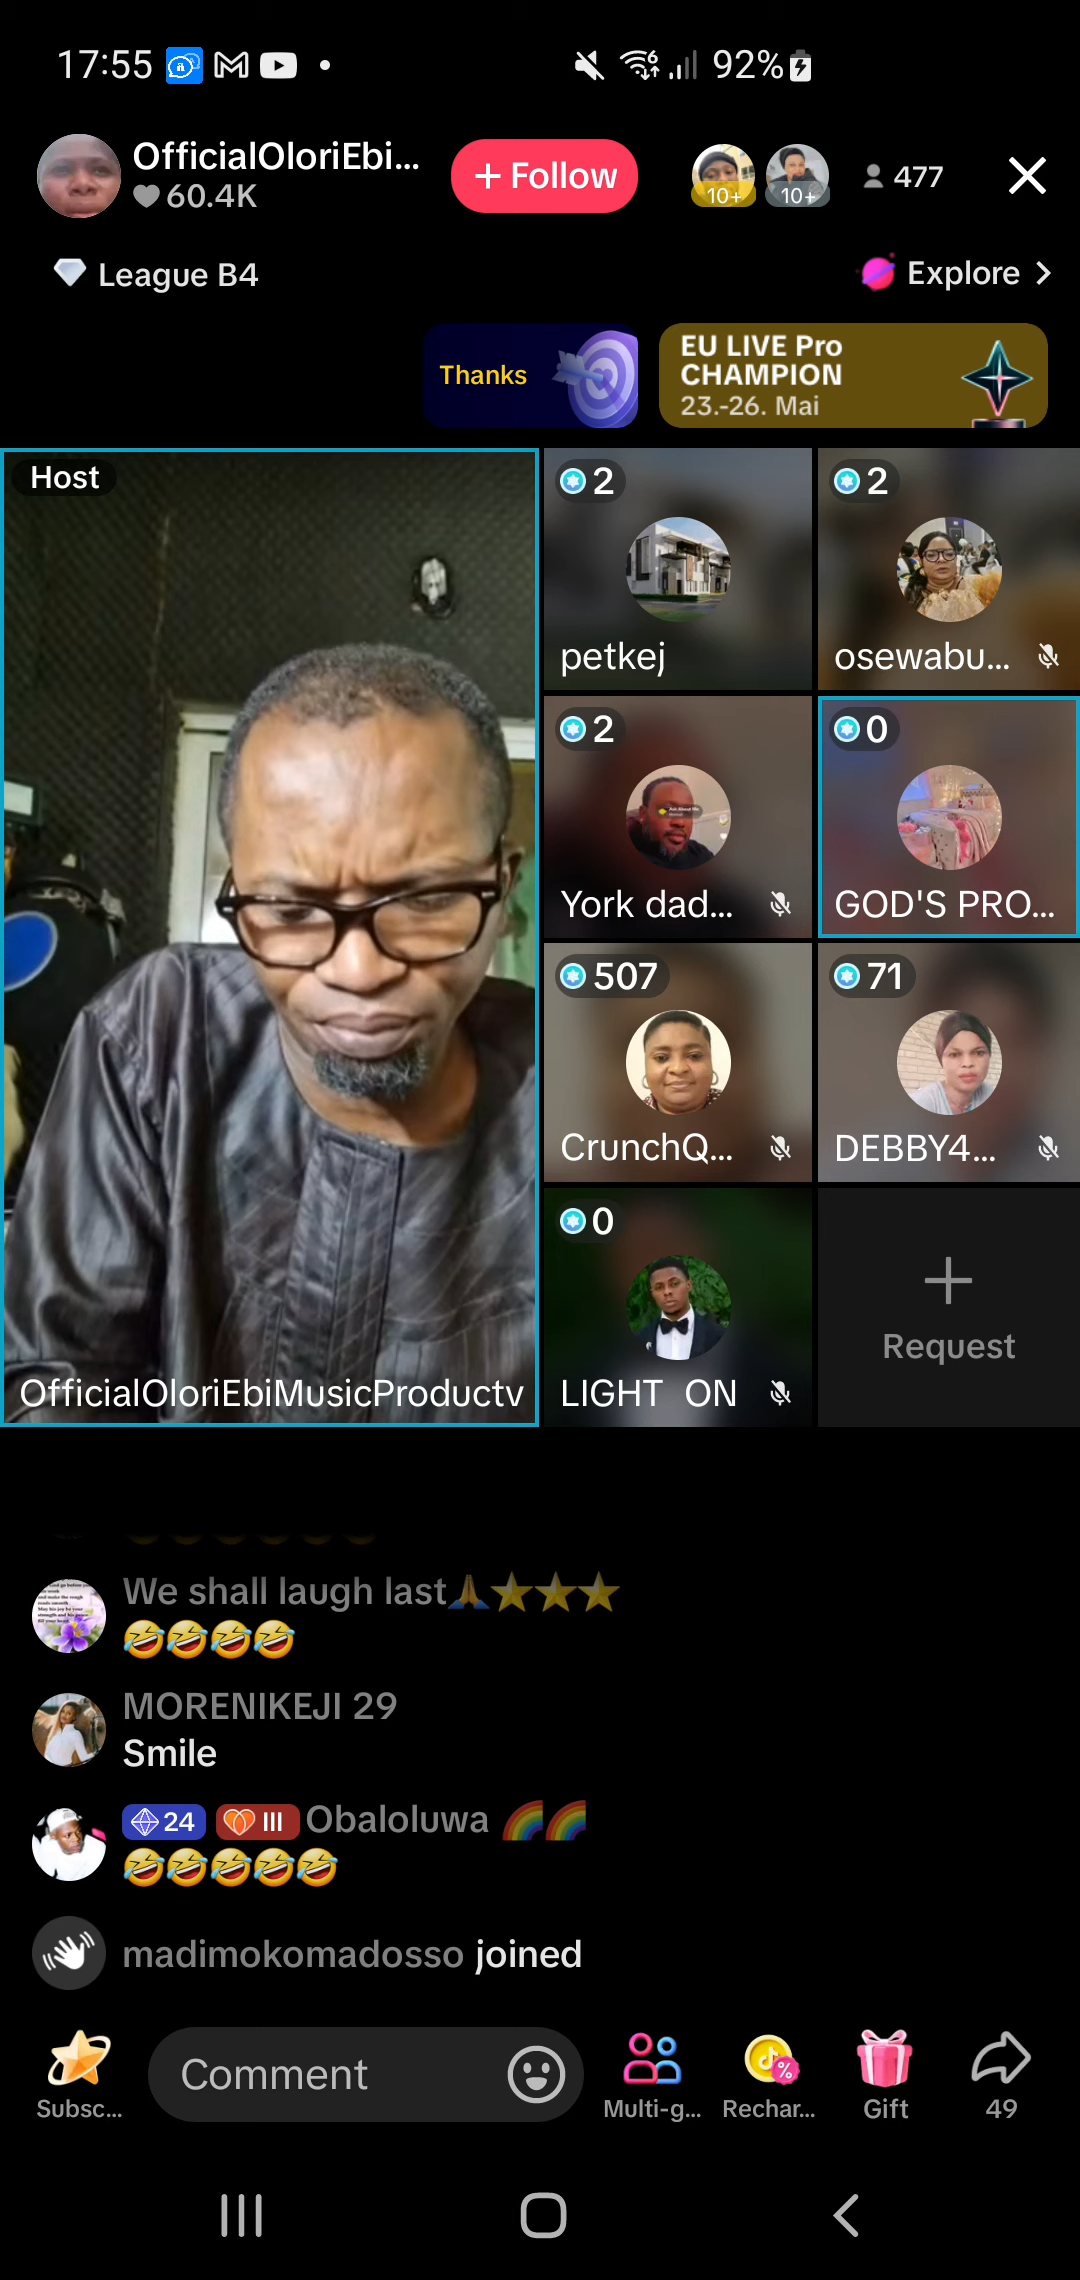 17:55
92%
OfficialOloriEbi...
60.4K
+ Follow
10+
10+
477
League B4
Explore
Thanks
EU LIVE Pro
CHAMPION
23.-26. Mai
Host
2
petkej
2
osewabu...
2
York dad...
0
GOD'S PRO...
507
CrunchQ...
71
DEBBY4...
0
LIGHT ON
Request
OfficialOloriEbiMusicProductv
We shall laugh last🙏⭐⭐⭐
🤣🤣🤣🤣
MORENIKEJI 29
Smile
24 III Obaloluwa 🌈🌈
🤣🤣🤣🤣🤣
madimokomadosso joined
Subsc...
Comment
Multi-g...
Rechar...
Gift
49